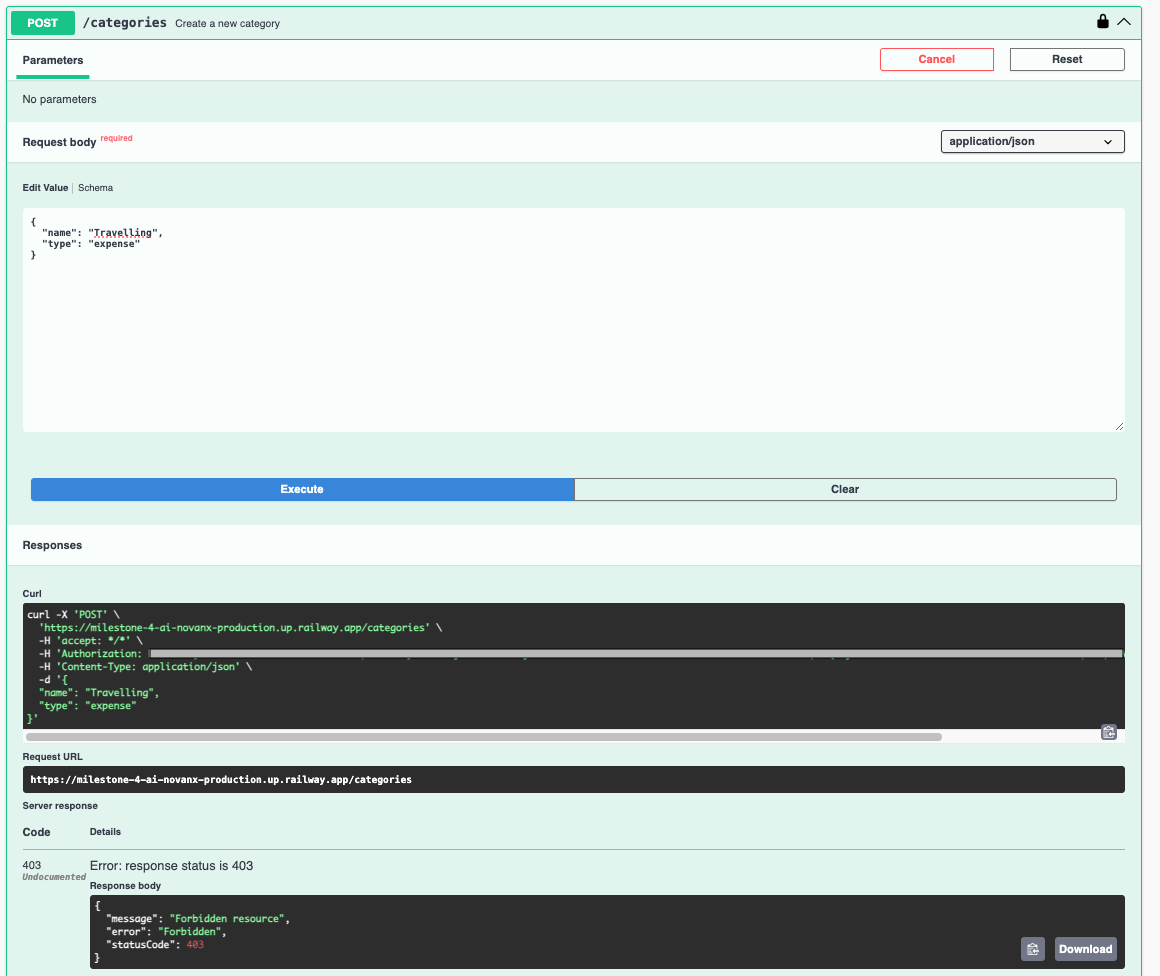 POST /categories Create a new category
Parameters
Cancel
Reset
No parameters
Request body required
application/json
Edit Value | Schema
{
  "name": "Travelling",
  "type": "expense"
}
Execute
Clear
Responses
Curl
curl -X 'POST' \
  'https://milestone-4-ai-novanx-production.up.railway.app/categories' \
  -H 'accept: */*' \
  -H 'Authorization:
  -H 'Content-Type: application/json' \
  -d '{
  "name": "Travelling",
  "type": "expense"
}'
Request URL
https://milestone-4-ai-novanx-production.up.railway.app/categories
Server response
Code Details
403 Error: response status is 403
Undocumented
Response body
{
  "message": "Forbidden resource",
  "error": "Forbidden",
  "statusCode": 403
}
Download